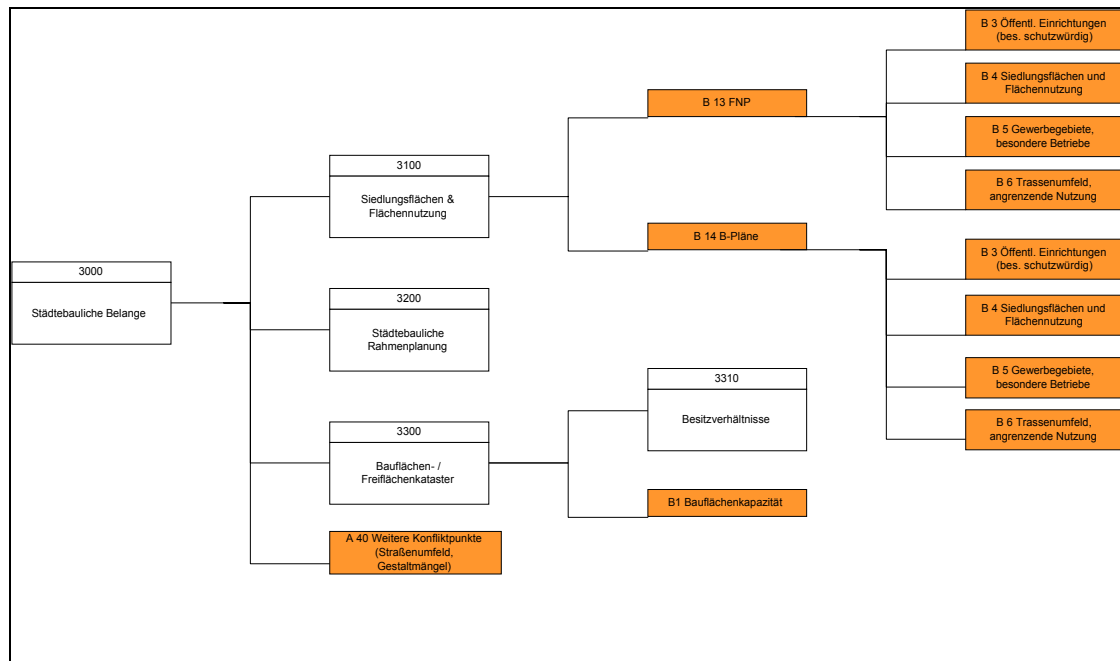 3000
Städtebauliche Belange
3100
Siedlungsflächen &
Flächennutzung
3200
Städtebauliche
Rahmenplanung
3300
Bauflächen- /
Freiflächenkataster
A 40 Weitere Konfliktpunkte
(Straßenumfeld,
Gestaltmängel)
B 13 FNP
B 14 B-Pläne
3310
Besitzverhältnisse
B1 Bauflächenkapazität
B 3 Öffentl. Einrichtungen
(bes. schutzwürdig)
B 4 Siedlungsflächen und
Flächennutzung
B 5 Gewerbegebiete,
besondere Betriebe
B 6 Trassenumfeld,
angrenzende Nutzung
B 3 Öffentl. Einrichtungen
(bes. schutzwürdig)
B 4 Siedlungsflächen und
Flächennutzung
B 5 Gewerbegebiete,
besondere Betriebe
B 6 Trassenumfeld,
angrenzende Nutzung